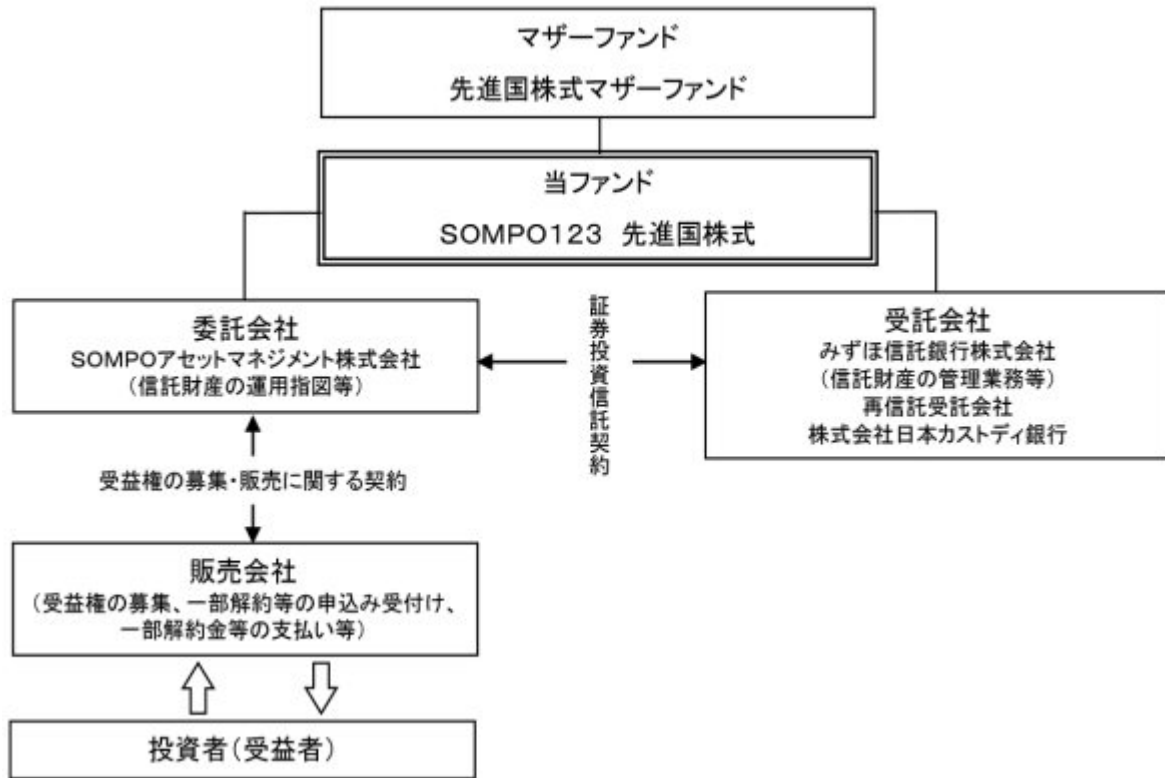 マザーファンド
先進国株式マザーファンド
当ファンド
SOMPO123 先進国株式
委託会社
SOMPOアセットマネジメント株式会社
(信託財産の運用指図等)
証券投資信託契約
受託会社
みずほ信託銀行株式会社
(信託財産の管理業務等)
再信託受託会社
株式会社日本カストディ銀行
受益権の募集・販売に関する契約
販売会社
(受益権の募集、一部解約等の申込み受付け、
一部解約金等の支払い等)
投資者(受益者)